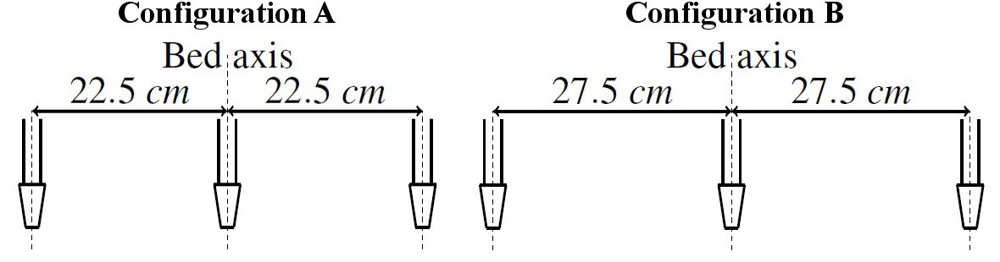 Configuration A
Bed axis
22.5 cm 22.5 cm
Configuration B
Bed axis
27.5 cm 27.5 cm